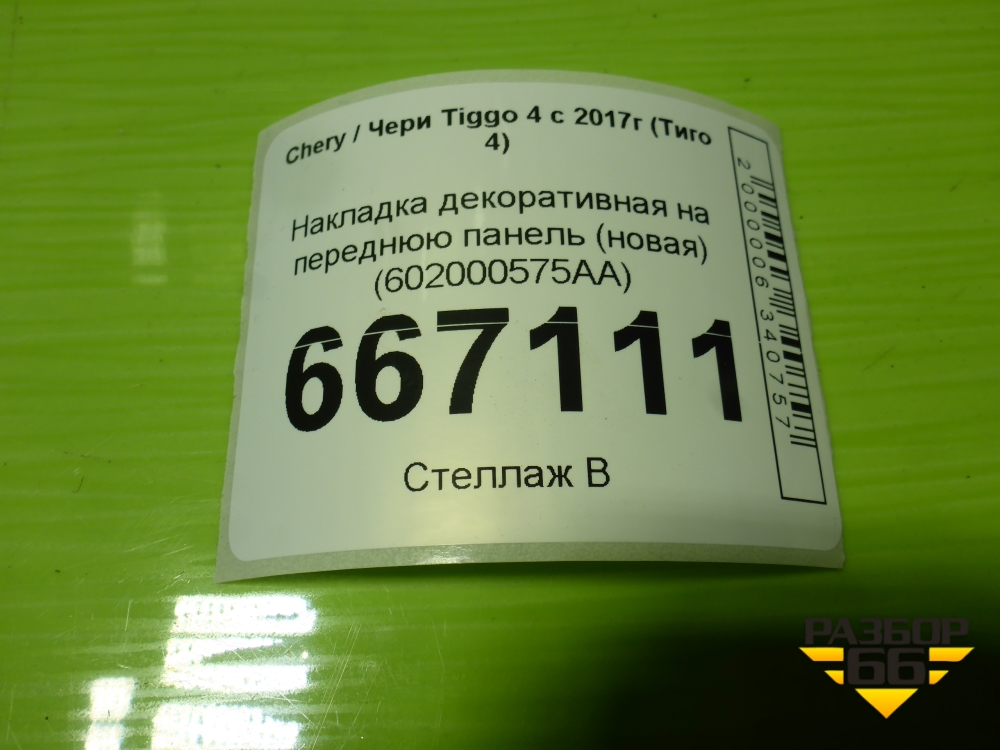 Chery / Чери Tiggo 4 с 2017г (Тиго
4)
Накладка декоративная на
переднюю панель (новая)
(602000575AA)
667111
Стеллаж В
2000006340757
РАЗБОР
66